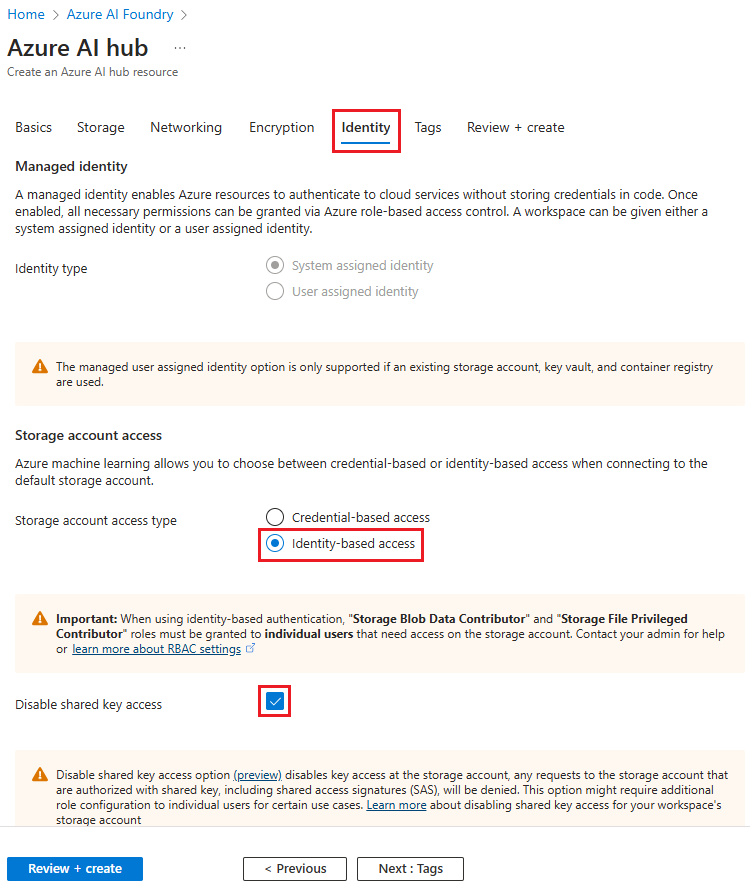 Home > Azure AI Foundry >
Azure AI hub ...
Create an Azure AI hub resource
Basics Storage Networking Encryption Identity Tags Review + create
Managed identity
A managed identity enables Azure resources to authenticate to cloud services without storing credentials in code. Once
enabled, all necessary permissions can be granted via Azure role-based access control. A workspace can be given either a
system assigned identity or a user assigned identity.
Identity type
System assigned identity
User assigned identity
The managed user assigned identity option is only supported if an existing storage account, key vault, and container registry
are used.
Storage account access
Azure machine learning allows you to choose between credential-based or identity-based access when connecting to the
default storage account.
Storage account access type
Credential-based access
Identity-based access
Important: When using identity-based authentication, "Storage Blob Data Contributor" and "Storage File Privileged
Contributor" roles must be granted to individual users that need access on the storage account. Contact your admin for help
or learn more about RBAC settings
Disable shared key access
Disable shared key access option (preview) disables key access at the storage account, any requests to the storage account that
are authorized with shared key, including shared access signatures (SAS), will be denied. This option might require additional
role configuration to individual users for certain use cases. Learn more about disabling shared key access for your workspace's
storage account
Review + create < Previous Next : Tags